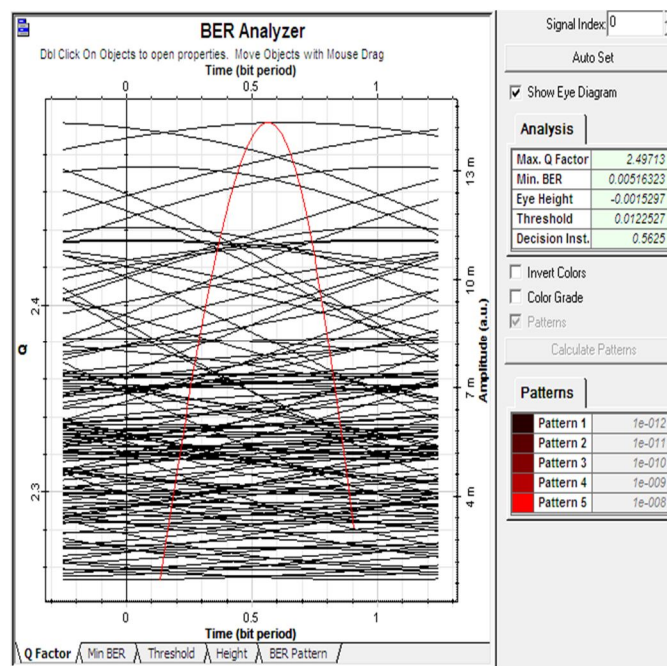 BER Analyzer
Dbl Click On Objects to open properties. Move Objects with Mouse Drag
Time (bit period)
0 0.5 1
Q
2.4
2.3
Amplitude (a.u.)
13 m
10 m
7 m
4 m
0 0.5 1
Time (bit period)
Q Factor Min BER Threshold Height BER Pattern
Signal Index: 0
Auto Set
Show Eye Diagram
Analysis
Max. Q Factor 2.49713
Min. BER 0.00516323
Eye Height -0.0015297
Threshold 0.0122527
Decision Inst. 0.5625
Invert Colors
Color Grade
Patterns
Calculate Patterns
Patterns
Pattern 1 1e-012
Pattern 2 1e-011
Pattern 3 1e-010
Pattern 4 1e-009
Pattern 5 1e-008